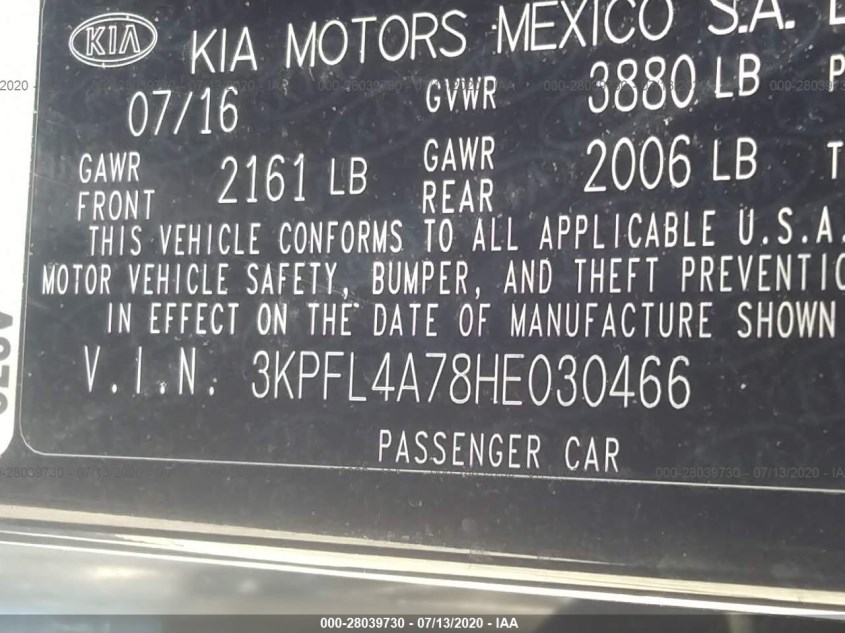 KIA KIA MOTORS MEXICO S.A.
07/16 GVWR 3880 LB P
GAWR FRONT 2161 LB GAWR REAR 2006 LB T
THIS VEHICLE CONFORMS TO ALL APPLICABLE U.S.A.
MOTOR VEHICLE SAFETY, BUMPER, AND THEFT PREVENTIO
IN EFFECT ON THE DATE OF MANUFACTURE SHOWN
V.I.N. 3KPFL4A78HE030466
PASSENGER CAR
000-28039730 - 07/13/2020 - IAA